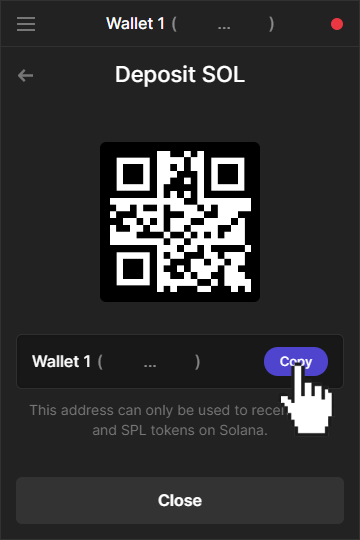 Wallet 1 ( ... )
Deposit SOL
Wallet 1 ( ... )
Copy
This address can only be used to
and SPL tokens on Solana.
Close